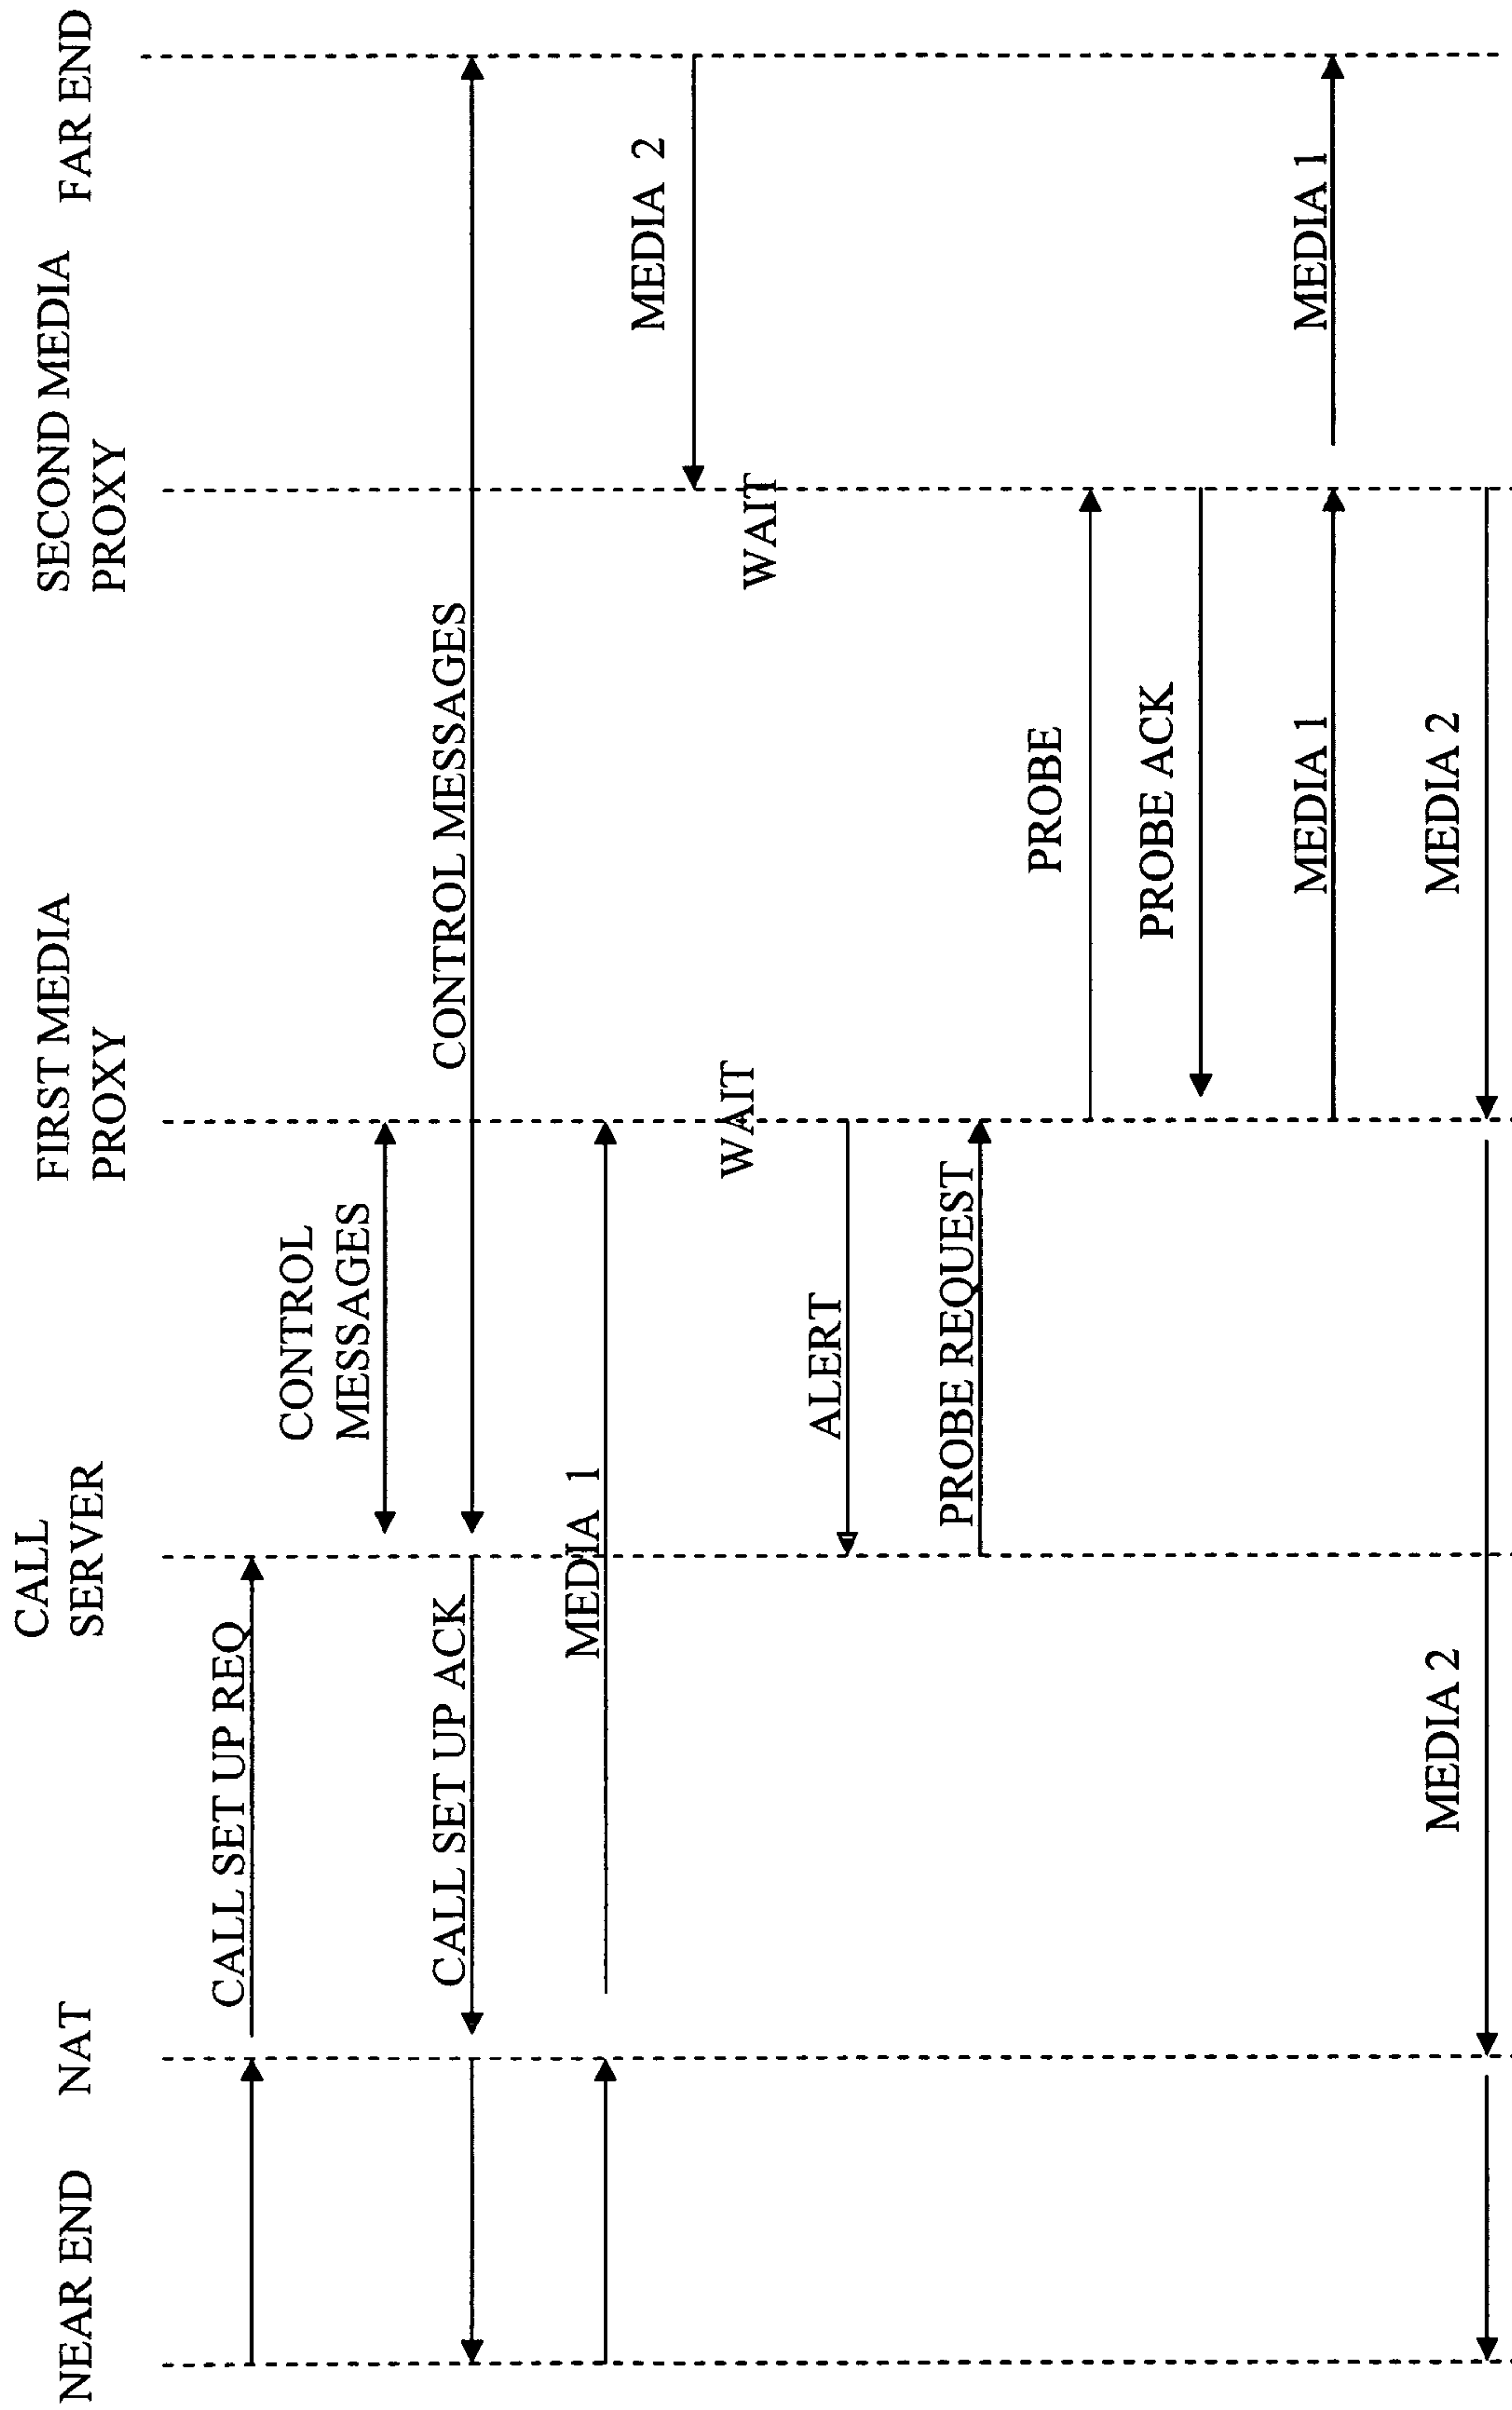 NEAR END
NAT
CALL
SERVER
FIRST MEDIA
PROXY
SECOND MEDIA
PROXY
FAR END
CALL SET UP REQ
CONTROL
MESSAGES
CALL SET UP ACK
CONTROL MESSAGES
MEDIA 1
MEDIA 2
WAIT
WAIT
ALERT
PROBE REQUEST
PROBE
PROBE ACK
MEDIA 1
MEDIA 1
MEDIA 2
MEDIA 2